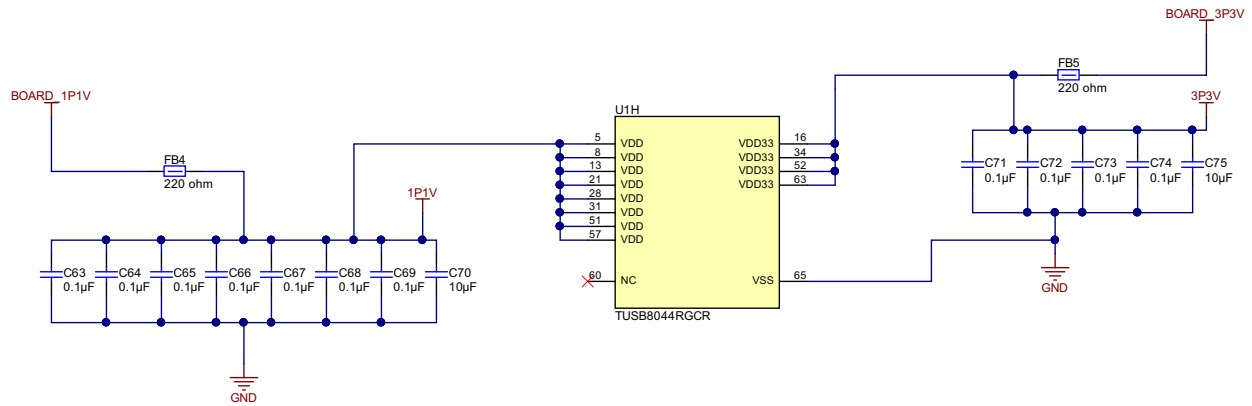 BOARD_3P3V
FB5
220 ohm
BOARD_1P1V
3P3V
U1H
5 VDD VDD33 16
8 VDD VDD33 34
13 VDD VDD33 52
21 VDD VDD33 63
28 VDD
31 VDD
51 VDD
57 VDD
60 NC VSS 65
TUSB8044RGCR
FB4
220 ohm
1P1V
C71 C72 C73 C74 C75
0.1µF 0.1µF 0.1µF 0.1µF 10µF
GND
C63 C64 C65 C66 C67 C68 C69 C70
0.1µF 0.1µF 0.1µF 0.1µF 0.1µF 0.1µF 0.1µF 10µF
GND